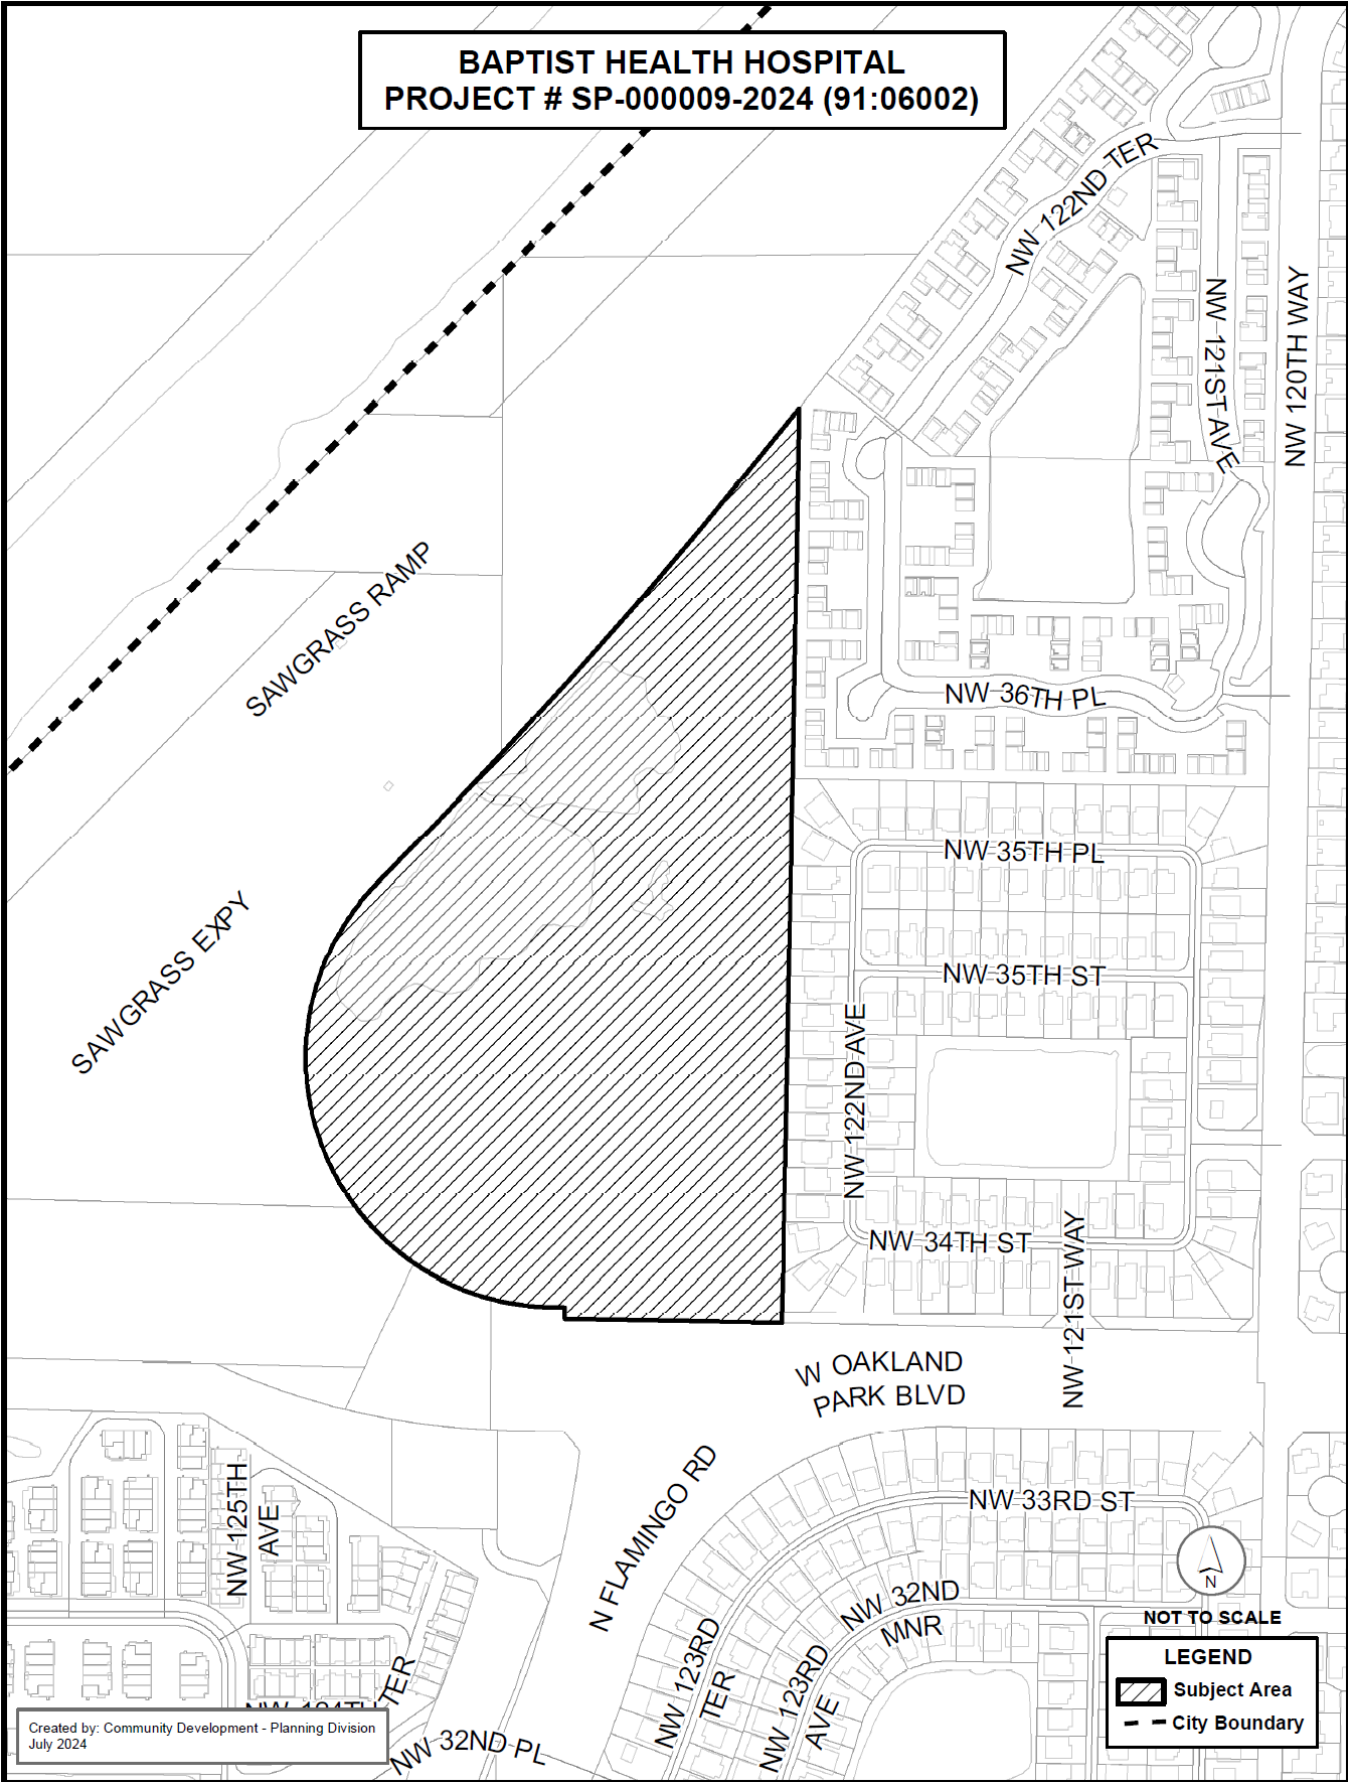 BAPTIST HEALTH HOSPITAL
PROJECT # SP-000009-2024 (91:06002)
NW 122ND TER
NW 121ST AVE
NW 120TH WAY
SAWGRASS RAMP
NW 36TH PL
NW 35TH PL
SAWGRASS EXPY
NW 35TH ST
NW 122ND AVE
NW 34TH ST
NW 121ST WAY
W OAKLAND
PARK BLVD
N FLAMINGO RD
NW 125TH
AVE
NW 33RD ST
NW 32ND
MNR
NW 123RD
TER
NW 123RD
AVE
NW 124TH
TER
NW 32ND PL
N
NOT TO SCALE
LEGEND
Subject Area
City Boundary
Created by: Community Development - Planning Division
July 2024